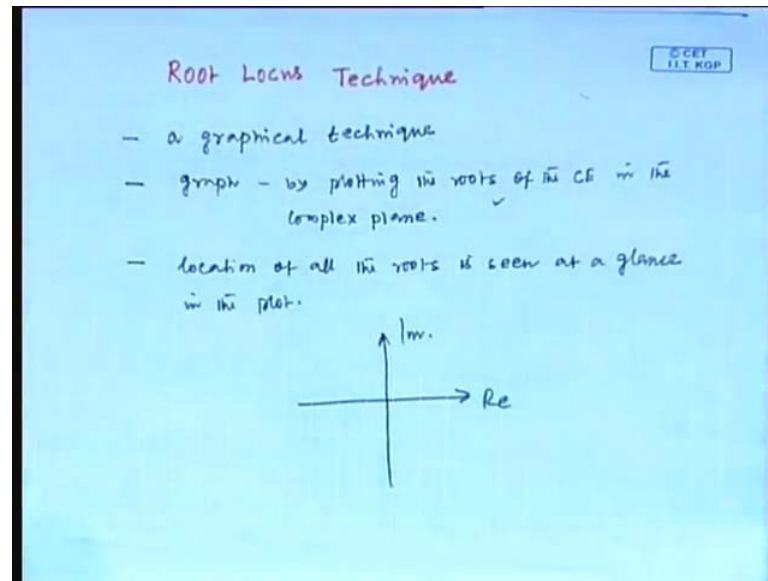 © CET
I.I.T. KGP
Root Locus Technique
- a graphical technique
- graph - by plotting the roots of the CE in the
complex plane.
- location of all the roots is seen at a glance
in the plot.
Im.
Re